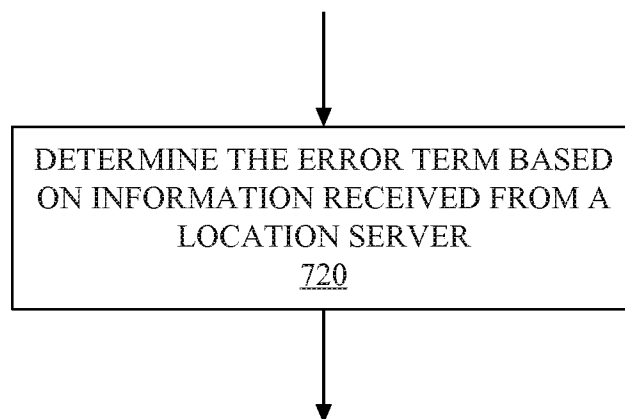 DETERMINE THE ERROR TERM BASED
ON INFORMATION RECEIVED FROM A
LOCATION SERVER
720